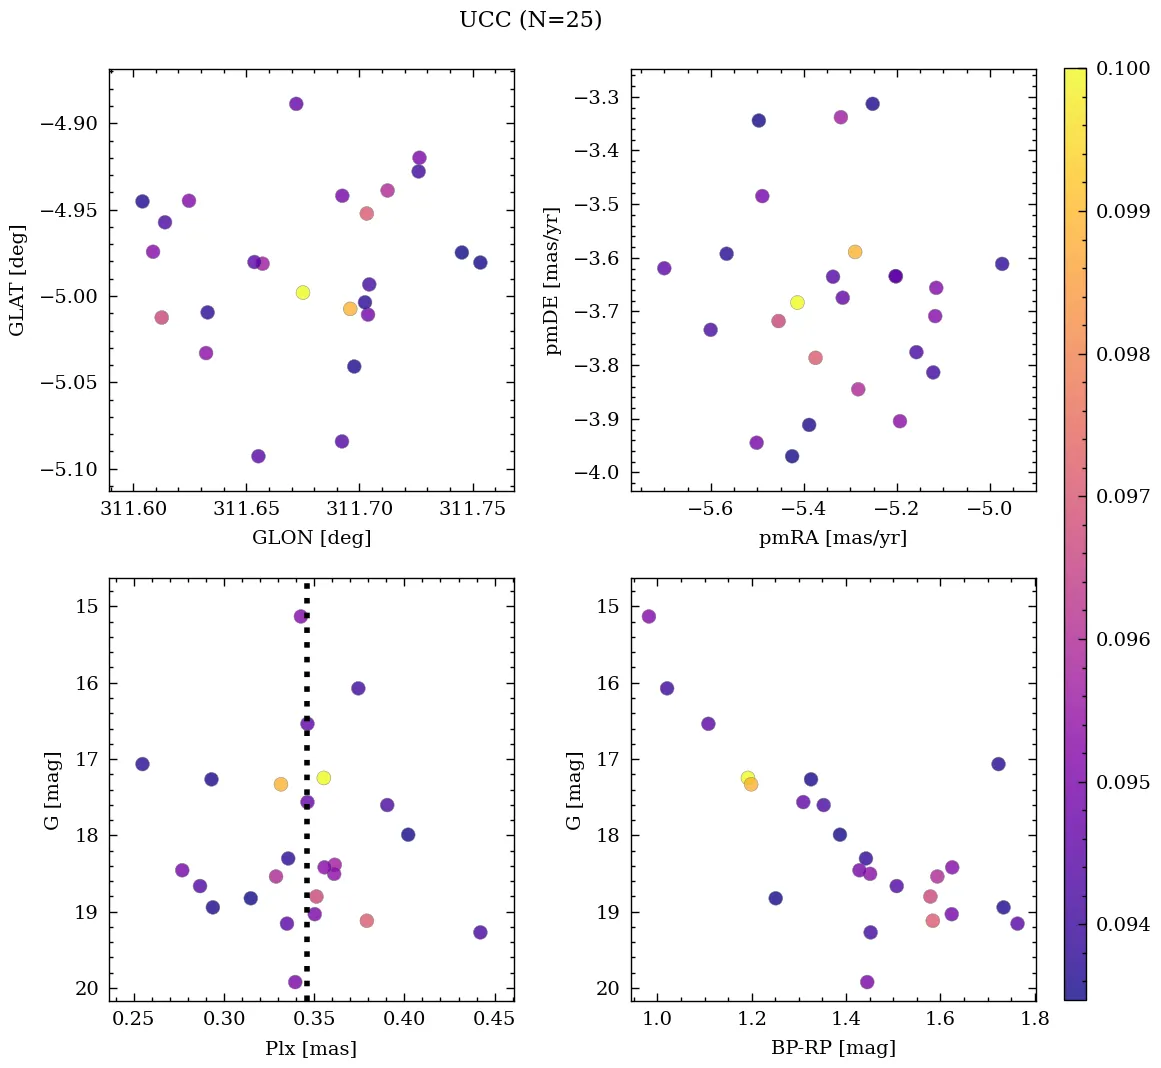 UCC (N=25)
−4.90
−4.95
−5.00
−5.05
−5.10
GLAT [deg]
311.60 311.65 311.70 311.75
GLON [deg]
−3.3
−3.4
−3.5
−3.6
−3.7
−3.8
−3.9
−4.0
pmDE [mas/yr]
−5.6 −5.4 −5.2 −5.0
pmRA [mas/yr]
15
16
17
18
19
20
G [mag]
0.25 0.30 0.35 0.40 0.45
Plx [mas]
15
16
17
18
19
20
G [mag]
1.0 1.2 1.4 1.6 1.8
BP-RP [mag]
0.100
0.099
0.098
0.097
0.096
0.095
0.094